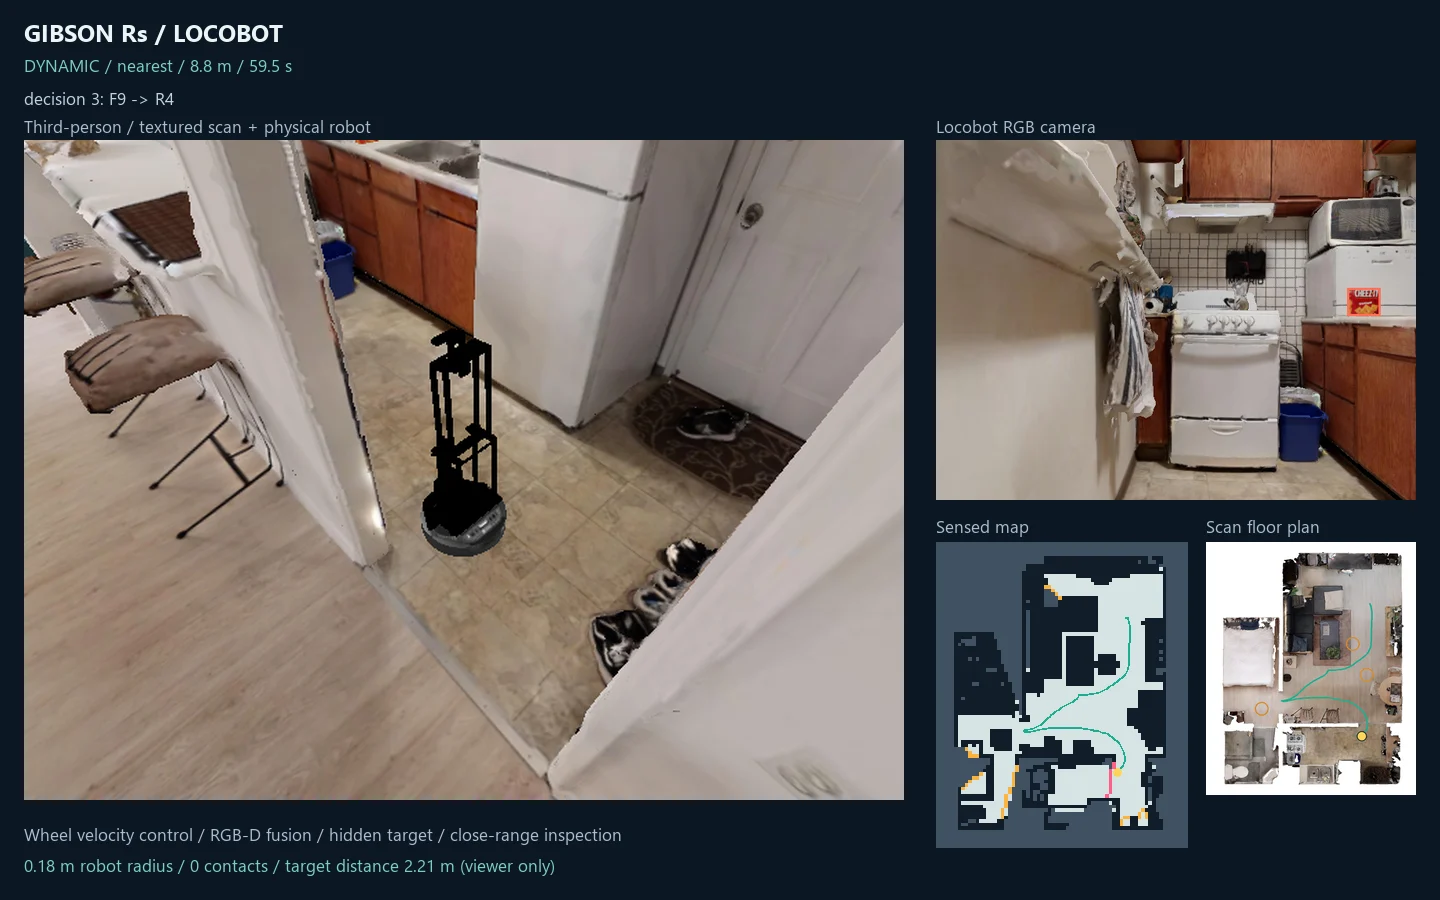 GIBSON Rs / LOCOBOT
DYNAMIC / nearest / 8.8 m / 59.5 s
decision 3: F9 -> R4
Third-person / textured scan + physical robot
Locobot RGB camera
Sensed map
Scan floor plan
Wheel velocity control / RGB-D fusion / hidden target / close-range inspection
0.18 m robot radius / 0 contacts / target distance 2.21 m (viewer only)